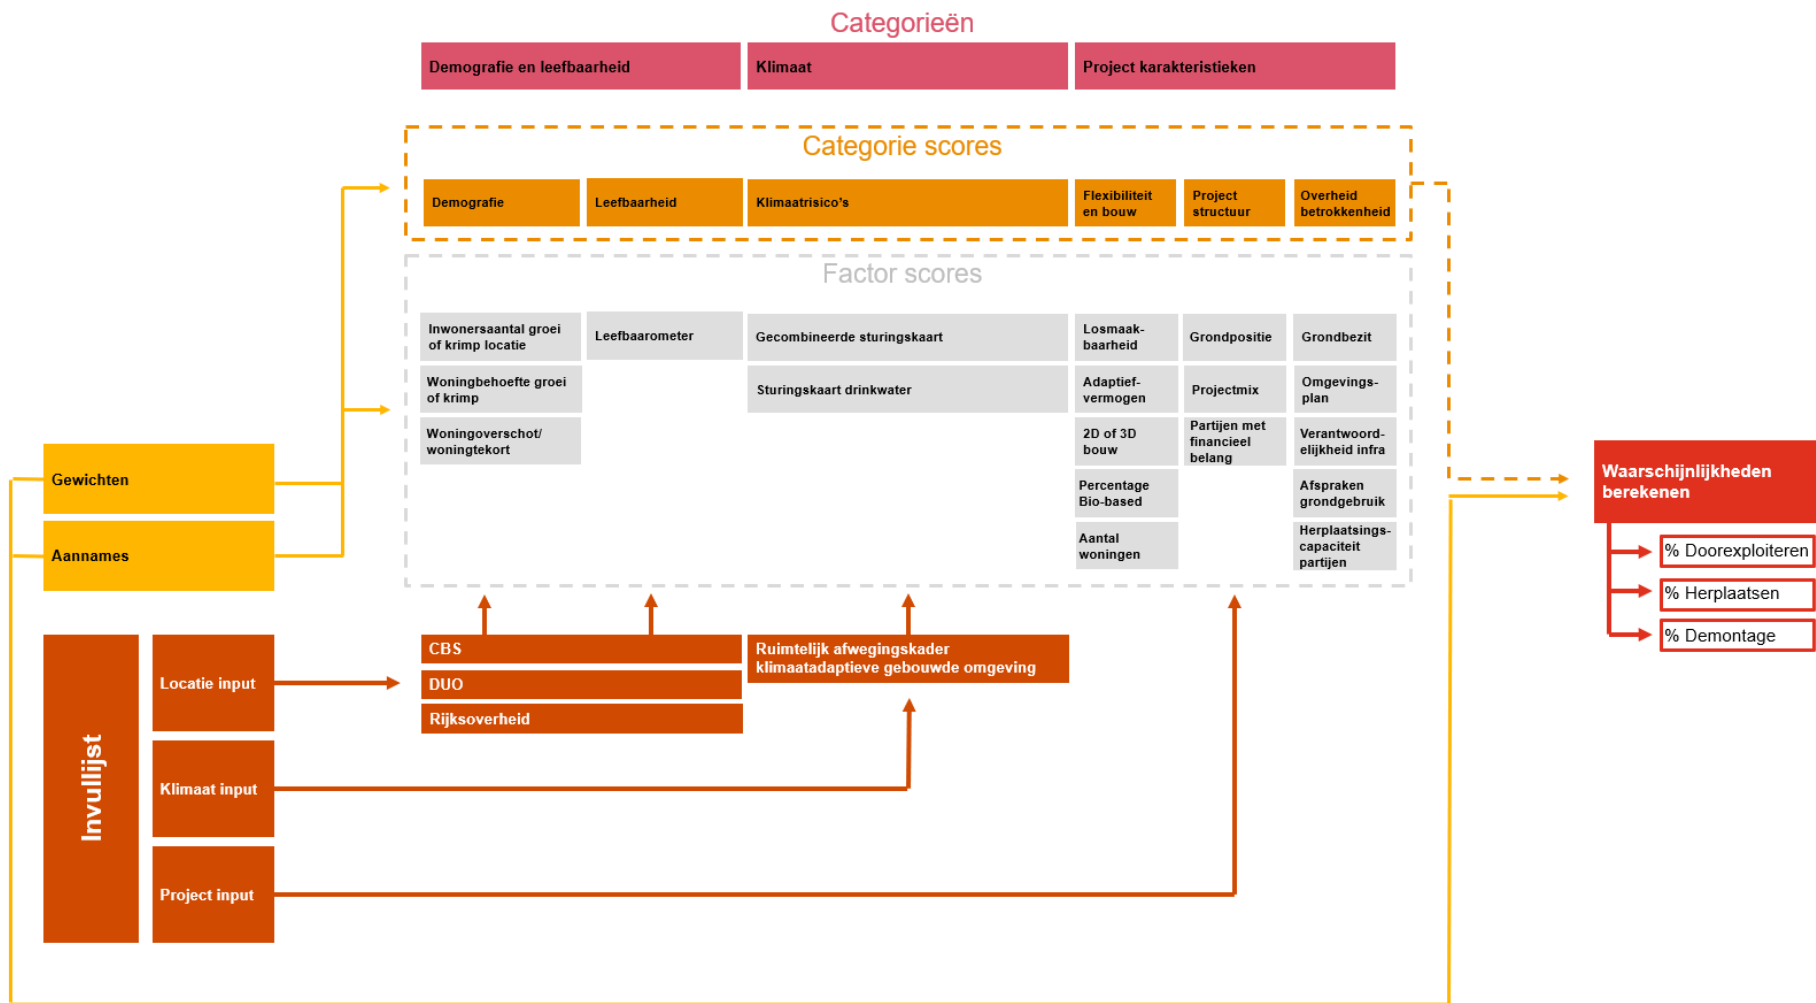 Categorieën
Demografie en leefbaarheid
Klimaat
Project karakteristieken
Categorie scores
Demografie
Leefbaarheid
Klimaatrisico's
Flexibiliteit
en bouw
Project
structuur
Overheid
betrokkenheid
Factor scores
Inwonersaantal groei
of krimp locatie
Leefbaarometer
Gecombineerde sturingskaart
Losmaak-
baarheid
Grondpositie
Grondbezit
Woningbehoefte groei
of krimp
Sturingskaart drinkwater
Adaptief-
vermogen
Projectmix
Omgevings-
plan
Woningoverschot/
woningtekort
2D of 3D
bouw
Partijen met
financieel
belang
Verantwoord-
elijkheid infra
Percentage
Bio-based
Afspraken
grondgebruik
Aantal
woningen
Herplaatsings-
capaciteit
partijen
Gewichten
Aannames
Waarschijnlijkheden
berekenen
% Doorexploiteren
% Herplaatsen
% Demontage
Invullijst
Locatie input
Klimaat input
Project input
CBS
DUO
Rijksoverheid
Ruimtelijk afwegingskader
klimaatadaptieve gebouwde omgeving